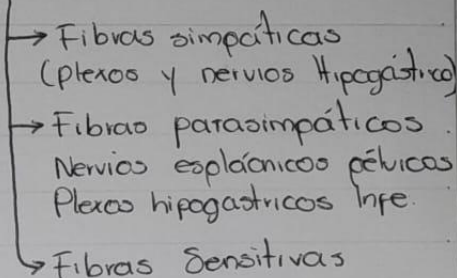 → Fibras simpáticas
(plexos y nervios Hipogástrico)
→ Fibras parasimpáticos.
Nervios esplácnicos pélvicos
Plexos hipogastricos Infe.
→ Fibras Sensitivas